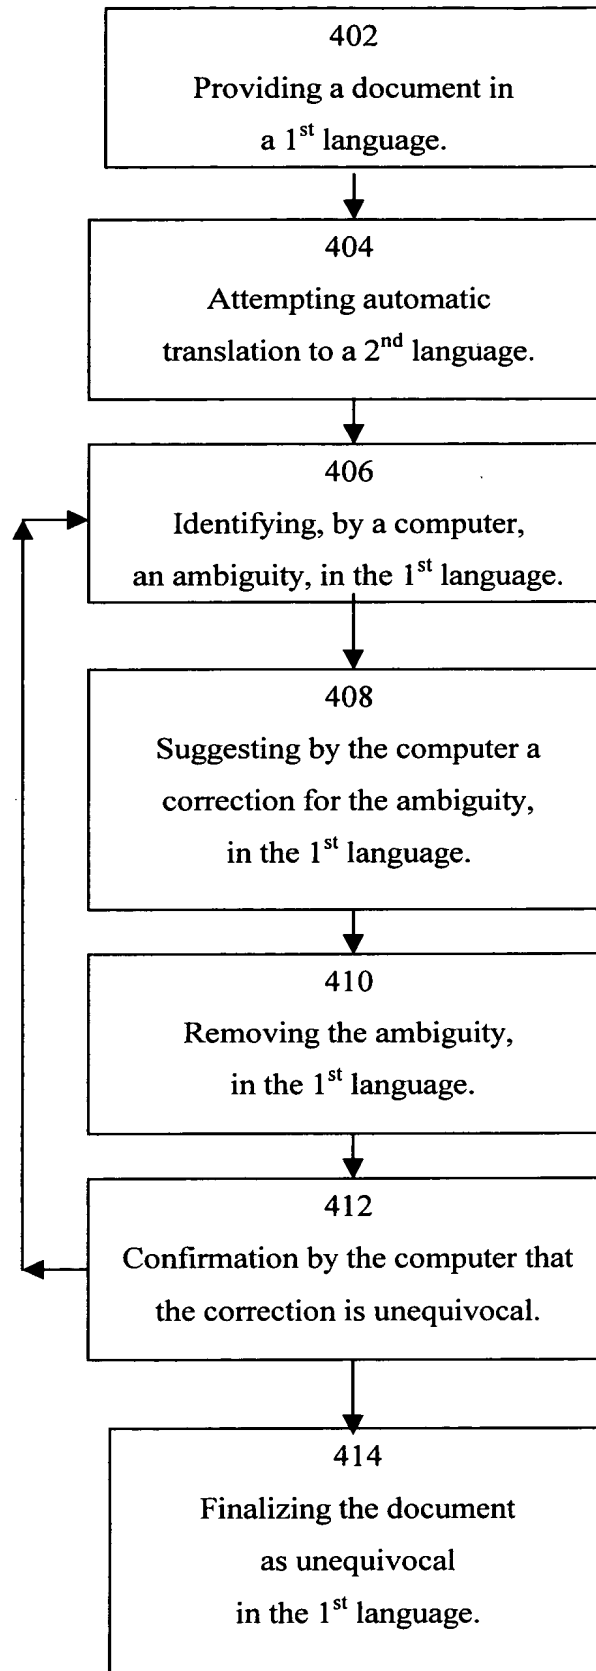 402
Providing a document in
a 1st language.
404
Attempting automatic
translation to a 2nd language.
406
Identifying, by a computer,
an ambiguity, in the 1st language.
408
Suggesting by the computer a
correction for the ambiguity,
in the 1st language.
410
Removing the ambiguity,
in the 1st language.
412
Confirmation by the computer that
the correction is unequivocal.
414
Finalizing the document
as unequivocal
in the 1st language.